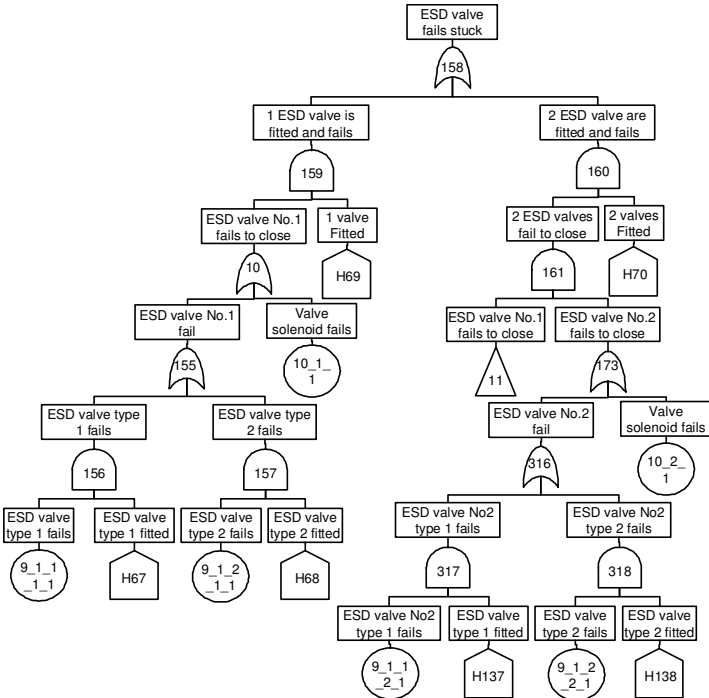 ESD valve
fails stuck
158
1 ESD valve is
fitted and fails
2 ESD valve are
fitted and fails
159
160
ESD valve No.1
fails to close
1 valve
Fitted
2 ESD valves
fail to close
2 valves
Fitted
10
H69
161
H70
ESD valve No.1
fail
Valve
solenoid fails
ESD valve No.1
fails to close
ESD valve No.2
fails to close
155
10_1_
1
11
173
ESD valve type
1 fails
ESD valve type
2 fails
ESD valve No.2
fail
Valve
solenoid fails
156
157
316
10_2_
1
ESD valve
type 1 fails
ESD valve
type 1 fitted
ESD valve
type 2 fails
ESD valve
type 2 fitted
ESD valve No2
type 1 fails
ESD valve No2
type 2 fails
9_1_1
_1_1
H67
9_1_2
_1_1
H68
317
318
ESD valve No2
type 1 fails
ESD valve
type 1 fitted
ESD valve
type 2 fails
ESD valve
type 2 fitted
9_1_1
_2_1
H137
9_1_2
2_1
H138